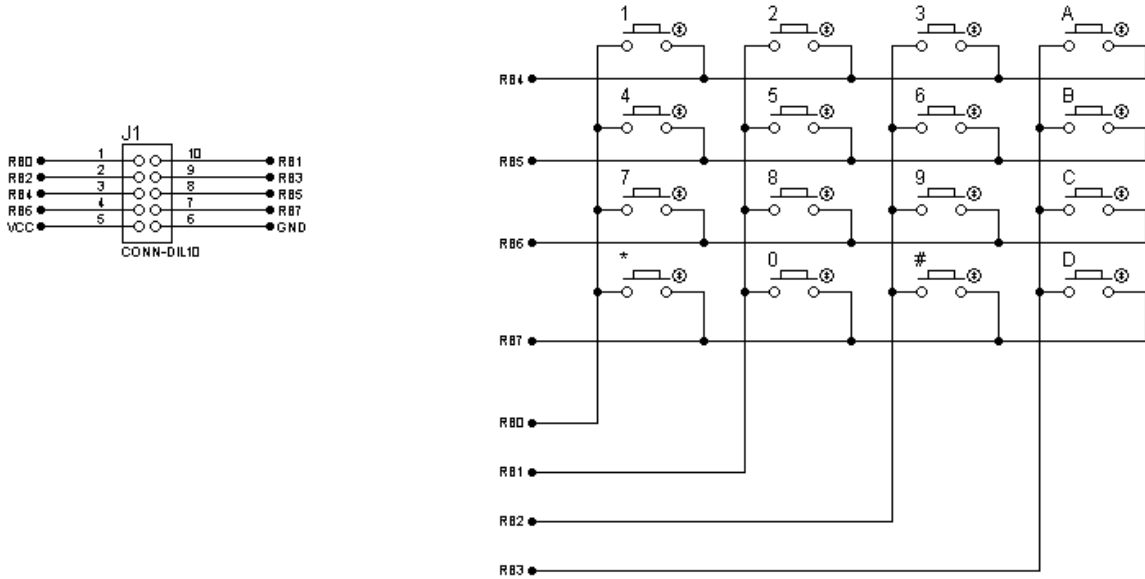 1 2 3 A
RB4
4 5 6 B
J1
RB0 1 10 RB1
RB2 2 9 RB3
RB4 3 8 RB5
RB6 4 7 RB7
VCC 5 6 GND
CONN-DIL10
RB5
7 8 9 C
RB6
* 0 # D
RB7
RB0
RB1
RB2
RB3